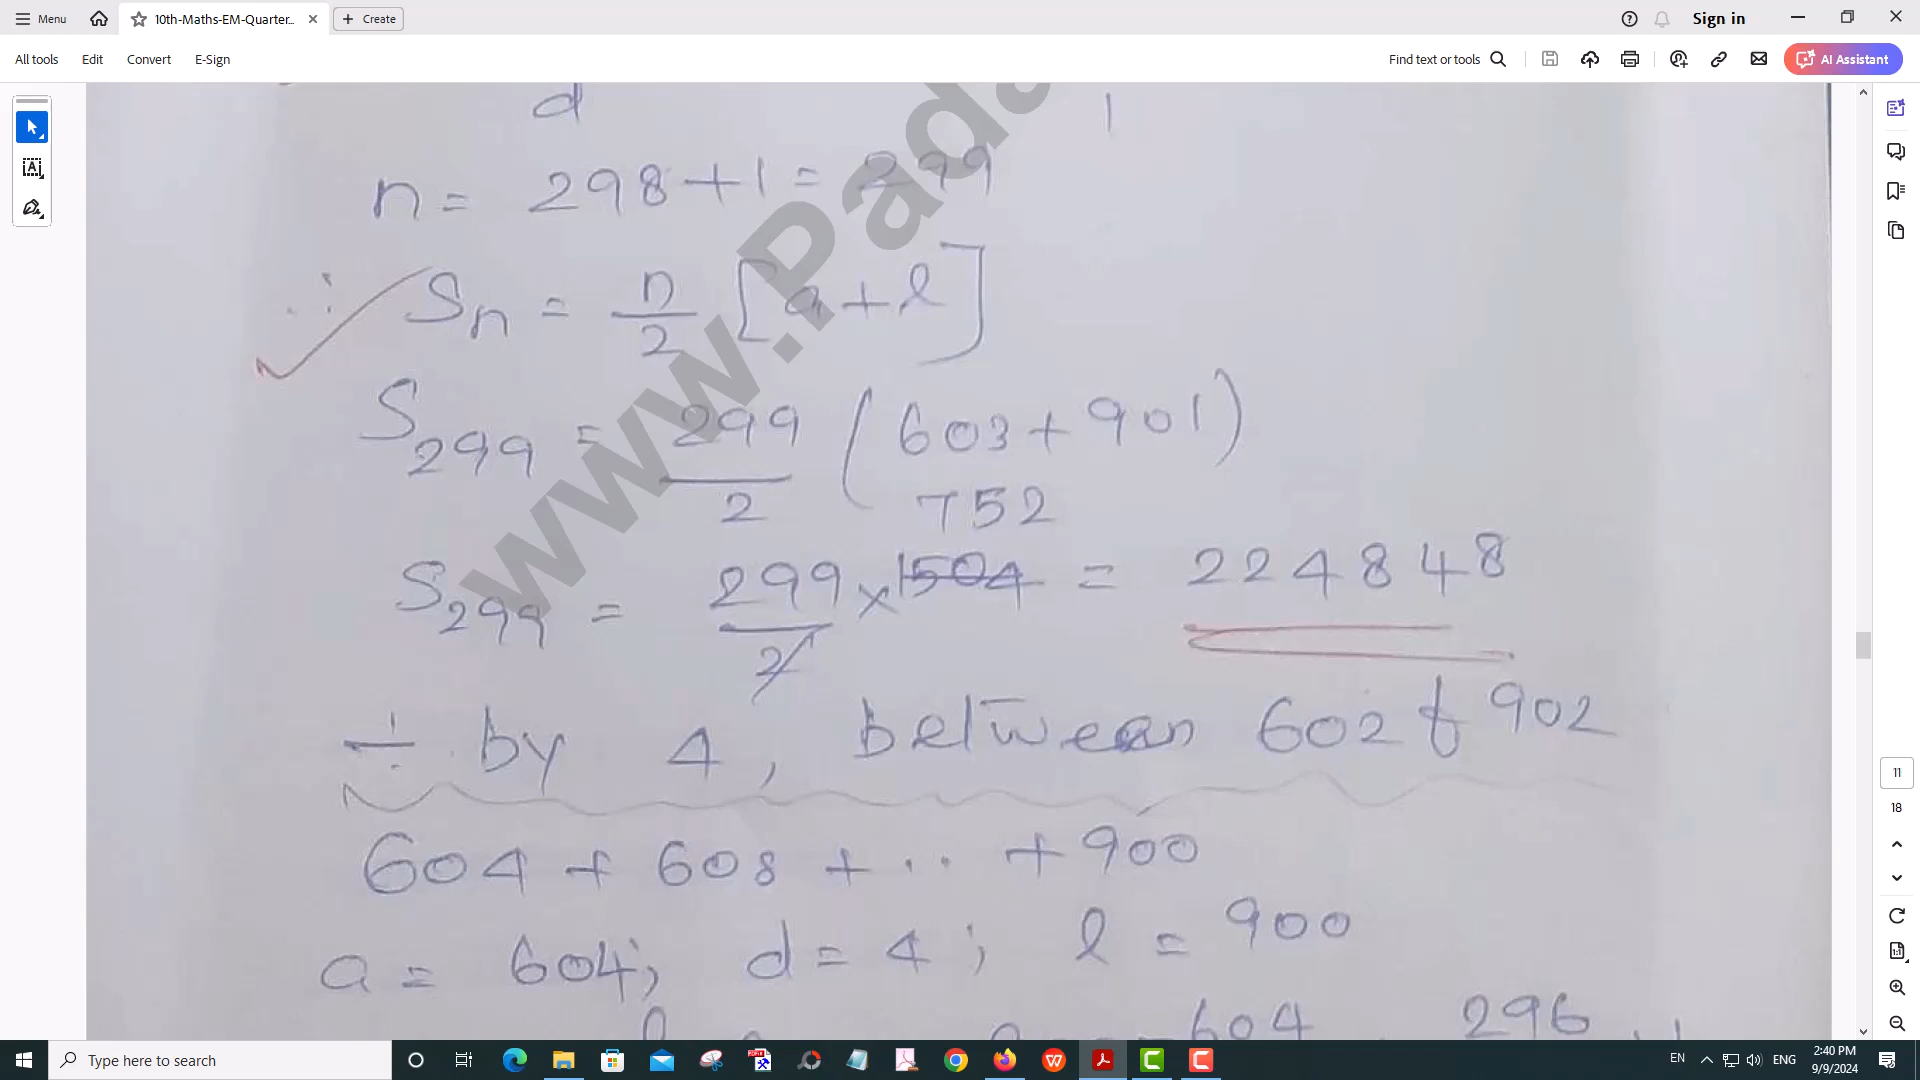 Menu
10th-Maths-EM-Quarter...
Create
Sign in
All tools Edit Convert E-Sign
Find text or tools
AI Assistant
d 1
n = 298 + 1 = 299
∴ Sn = n/2 [a + l]
S299 = 299/2 (603 + 901)
752
S299 = 299/2 × 1504 = 224848
÷ by 4, between 602 & 902
604 + 608 + .. + 900
a = 604; d = 4; l = 900
604 296
www.Pada
11
18
Type here to search
EN
ENG
2:40 PM
9/9/2024